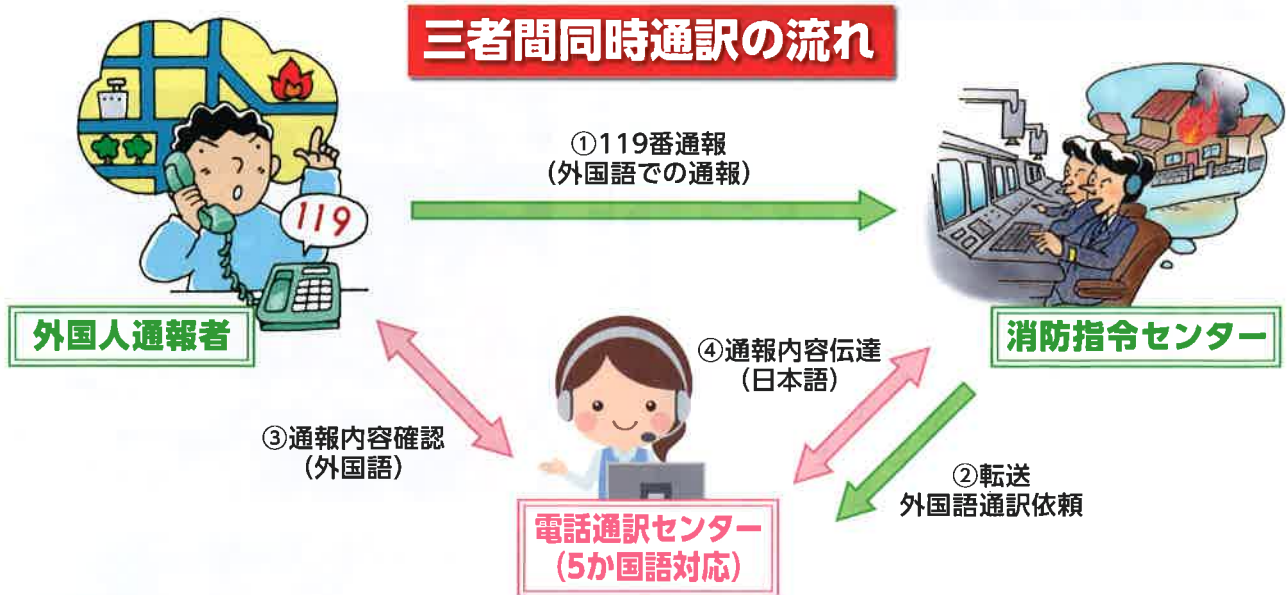 三者間同時通訳の流れ
①119番通報
(外国語での通報)
119
外国人通報者
消防指令センター
④通報内容伝達
(日本語)
③通報内容確認
(外国語)
②転送
外国語通訳依頼
電話通訳センター
(5か国語対応)